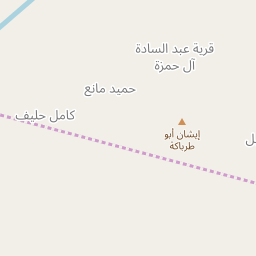 قرية عبد السادة
آل حمزة
حميد مانع
كامل حليف
إيشان أبو
طرباكة